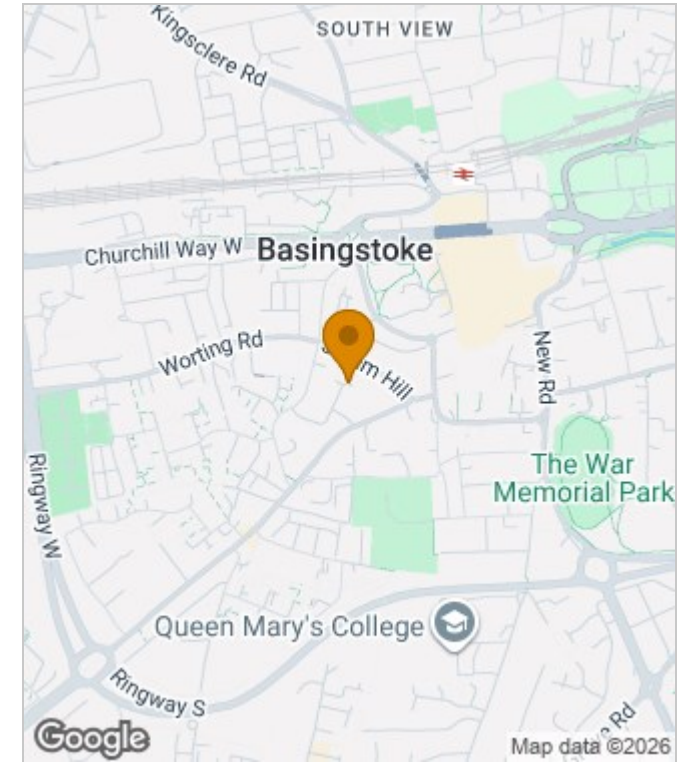 SOUTH VIEW
Kingsclere Rd
Churchill Way W
Basingstoke
Worting Rd
Hill
New Rd
Ringway W
The War
Memorial Park
Queen Mary's College
Ringway S
Rd
Google
Map data ©2026